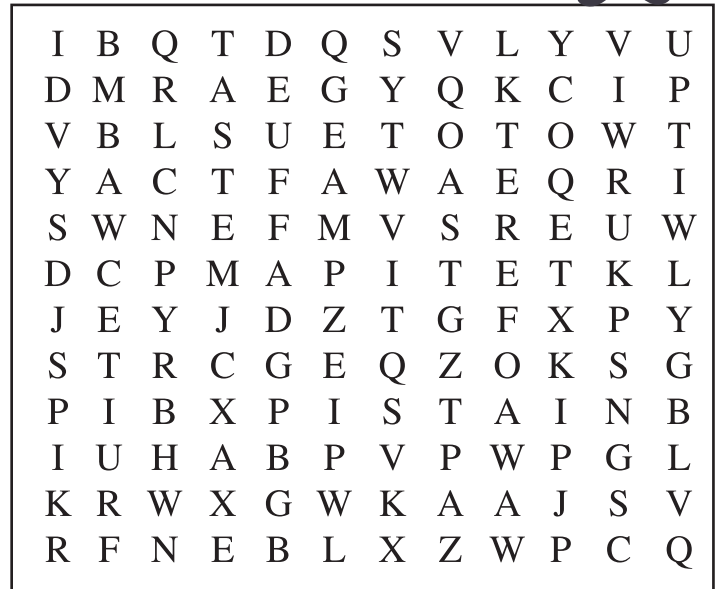 I B Q T D Q S V L Y V U
D M R A E G Y Q K C I P
V B L S U E T O T O W T
Y A C T F A W A E Q R I
S W N E F M V S R E U W
D C P M A P I T E T K L
J E Y J D Z T G F X P Y
S T R C G E Q Z O K S G
P I B X P I S T A I N B
I U H A B P V P W P G L
K R W X G W K A A J S V
R F N E B L X Z W P C Q